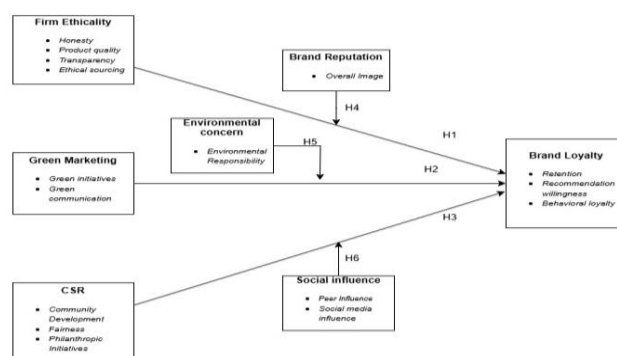 Firm Ethicality
Honesty
Product quality
Transparency
Ethical sourcing
Brand Reputation
Overall Image
H4
Environmental
concern
Environmental
Responsibility
H5
H1
Green Marketing
Green initiatives
Green
communication
H2
Brand Loyalty
Retention
Recommendation
willingness
Behavioral loyalty
H3
H6
CSR
Community
Development
Fairness
Philanthropic
Initiatives
Social influence
Peer Influence
Social media
influence